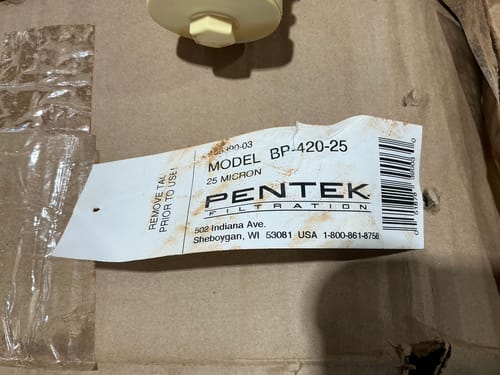 REMOVE TAG
PRIOR TO USE!
MODEL BP-420-25
25 MICRON
PENTEK
FILTRATION
502 Indiana Ave.
Sheboygan, WI 53081 USA 1-800-861-8758